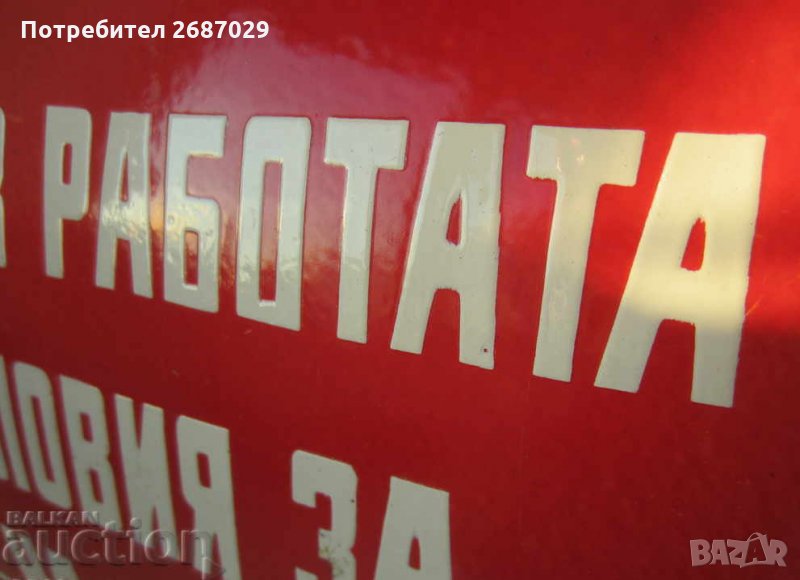 Потребител 2687029
РАБОТАТА
ЛОВИЯ ЗА
BALKAN
auction
BAZAR